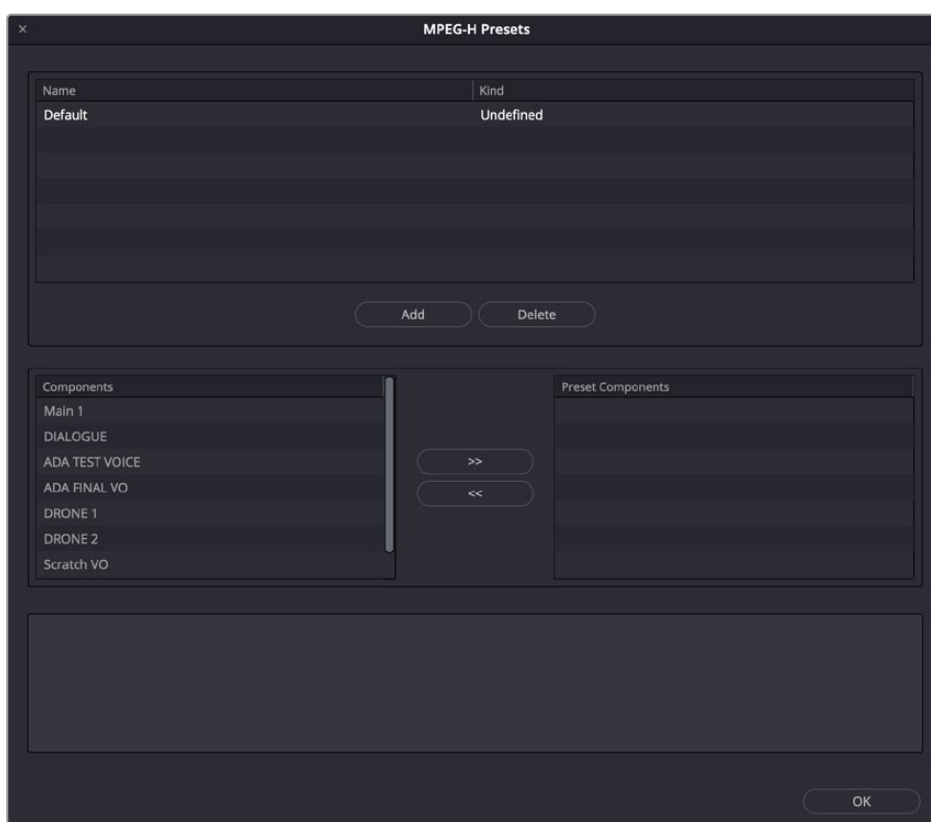 ×
MPEG-H Presets
Name Kind
Default Undefined
Add Delete
Components
Main 1
DIALOGUE
ADA TEST VOICE
ADA FINAL VO
DRONE 1
DRONE 2
Scratch VO
>>
<<
Preset Components
OK